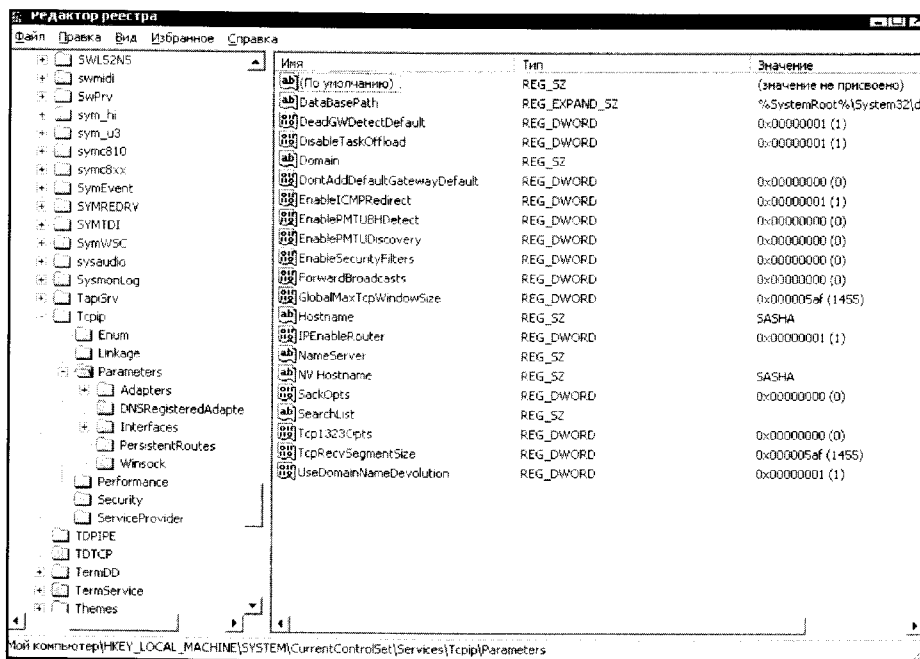 Редактор реестра
Файл Правка Вид Избранное Справка
SWLS2N5
swmidi
SwPrv
sym_hi
sym_u3
symc810
symc8xx
SymEvent
SYMREDRV
SYMTDI
SymWSC
sysaudio
SysmonLog
TapiSrv
Tcpip
Enum
Linkage
Parameters
Adapters
DNSRegisteredAdapte
Interfaces
PersistentRoutes
Winsock
Performance
Security
ServiceProvider
TDPIPE
TDTCP
TermDD
TermService
Themes
Имя Тип Значение
(По умолчанию) REG_SZ (значение не присвоено)
DataBasePath REG_EXPAND_SZ %SystemRoot%\System32\d
DeadGWDetectDefault REG_DWORD 0x00000001 (1)
DisableTaskOffload REG_DWORD 0x00000001 (1)
Domain REG_SZ
DontAddDefaultGatewayDefault REG_DWORD 0x00000000 (0)
EnableICMPRedirect REG_DWORD 0x00000001 (1)
EnablePMTUBHDetect REG_DWORD 0x00000000 (0)
EnablePMTUDiscovery REG_DWORD 0x00000000 (0)
EnableSecurityFilters REG_DWORD 0x00000000 (0)
ForwardBroadcasts REG_DWORD 0x00000000 (0)
GlobalMaxTcpWindowSize REG_DWORD 0x000005af (1455)
Hostname REG_SZ SASHA
IPEnableRouter REG_DWORD 0x00000001 (1)
NameServer REG_SZ
NV Hostname REG_SZ SASHA
SackOpts REG_DWORD 0x00000000 (0)
SearchList REG_SZ
Tcp1323Opts REG_DWORD 0x00000000 (0)
TcpRecvSegmentSize REG_DWORD 0x000005af (1455)
UseDomainNameDevolution REG_DWORD 0x00000001 (1)
Мой компьютер\HKEY_LOCAL_MACHINE\SYSTEM\CurrentControlSet\Services\Tcpip\Parameters